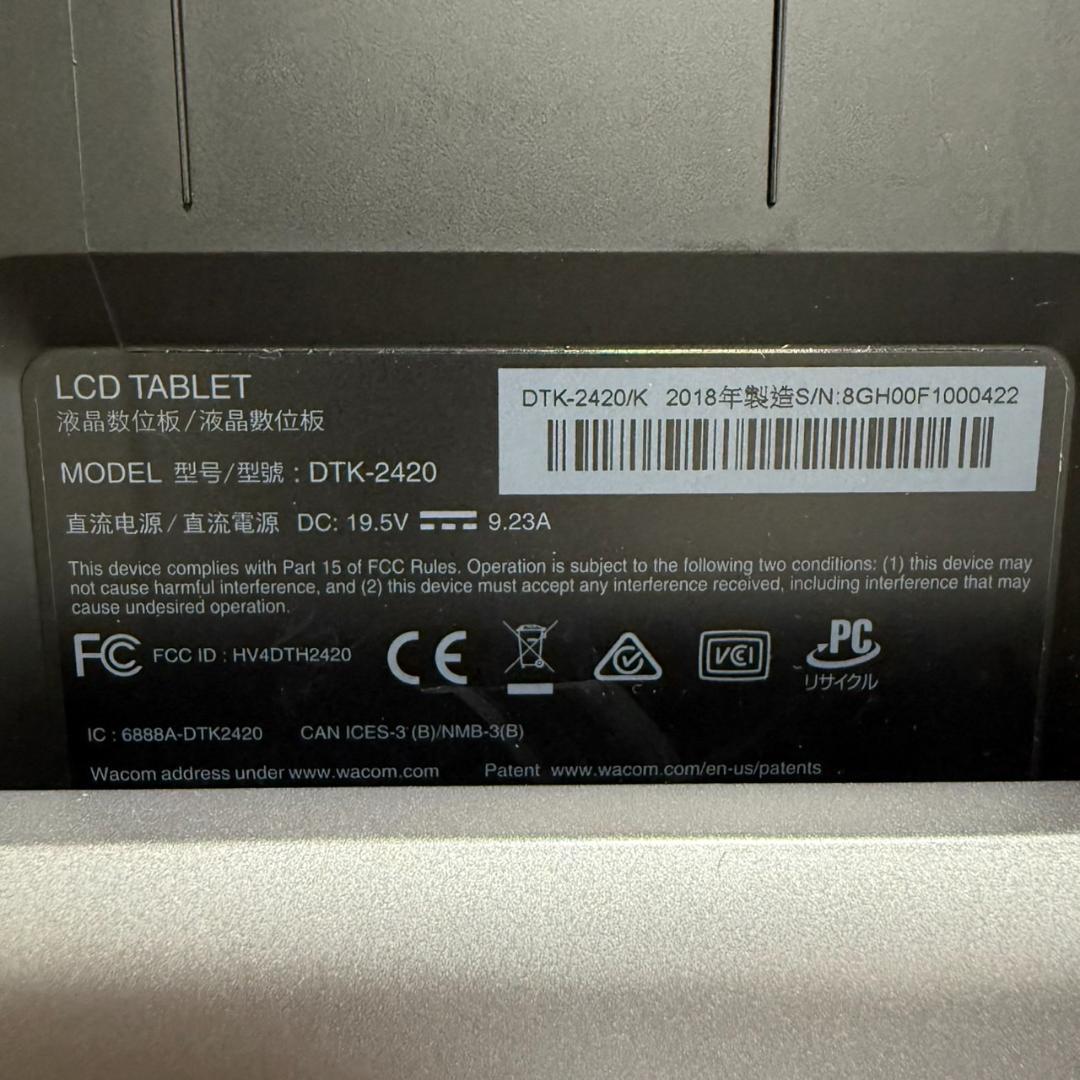 LCD TABLET
液晶数位板/液晶數位板
MODEL 型号/型號 : DTK-2420
DTK-2420/K 2018年製造S/N:8GH00F1000422
直流电源/直流電源 DC: 19.5V 9.23A
This device complies with Part 15 of FCC Rules. Operation is subject to the following two conditions: (1) this device may
not cause harmful interference, and (2) this device must accept any interference received, including interference that may
cause undesired operation.
FC FCC ID : HV4DTH2420 CE VCCI PC
リサイクル
IC : 6888A-DTK2420 CAN ICES-3 (B)/NMB-3(B)
Wacom address under www.wacom.com Patent www.wacom.com/en-us/patents